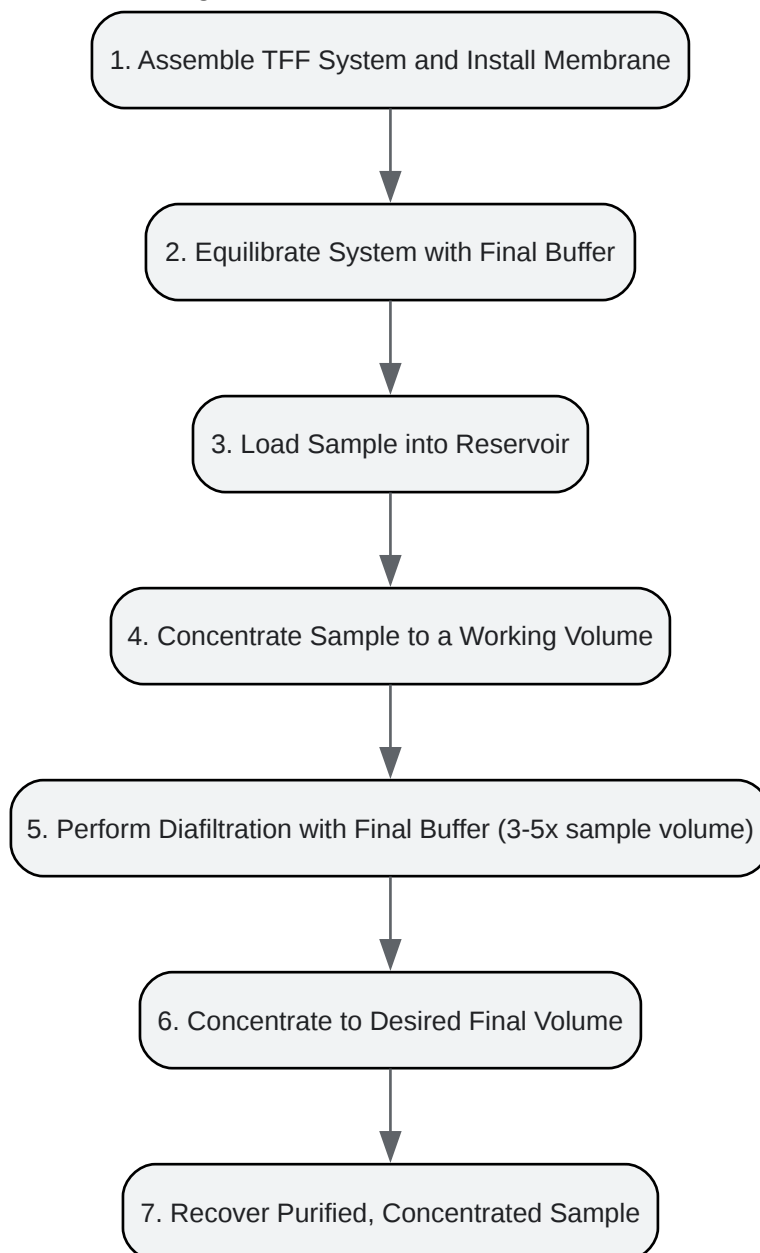 1. Assemble TFF System and Install Membrane
2. Equilibrate System with Final Buffer
3. Load Sample into Reservoir
4. Concentrate Sample to a Working Volume
5. Perform Diafiltration with Final Buffer (3-5x sample volume)
6. Concentrate to Desired Final Volume
7. Recover Purified, Concentrated Sample